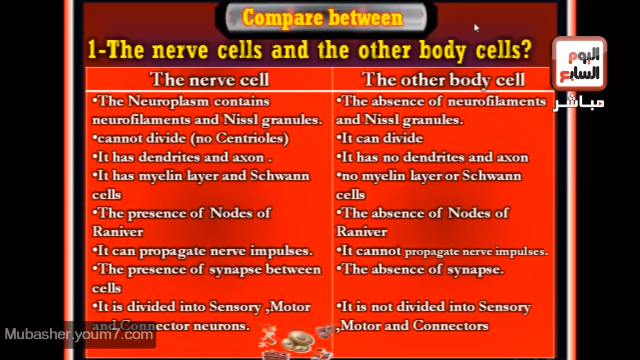 Compare between
1-The nerve cells and the other body cells?
اليوم
السابع
مباشر
The nerve cell
•The Neuroplasm contains
neurofilaments and Nissl granules.
•cannot divide (no Centrioles)
•It has dendrites and axon .
•It has myelin layer and Schwann
cells
•The presence of Nodes of
Raniver
•It can propagate nerve impulses.
•The presence of synapse between
cells
•It is divided into Sensory ,Motor
and Connector neurons.
The other body cell
•The absence of neurofilaments
and Nissl granules.
•It can divide
•It has no dendrites and axon
no myelin layer or Schwann
cells
•The absence of Nodes of
Raniver
•It cannot propagate nerve impulses.
•The absence of synapse.
•It is not divided into Sensory
,Motor and Connectors
Mubasher.youm7.com